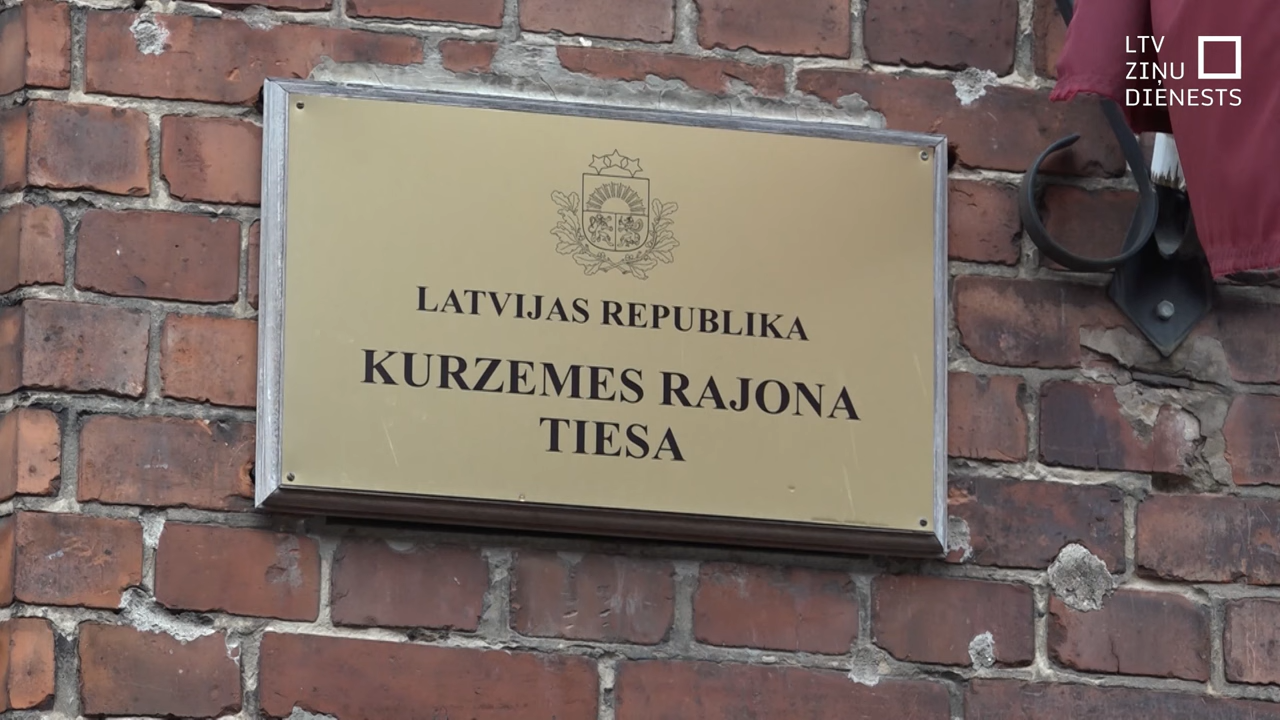 LTV
ZIŅU
DIENESTS
LATVIJAS REPUBLIKA
KURZEMES RAJONA
TIESA